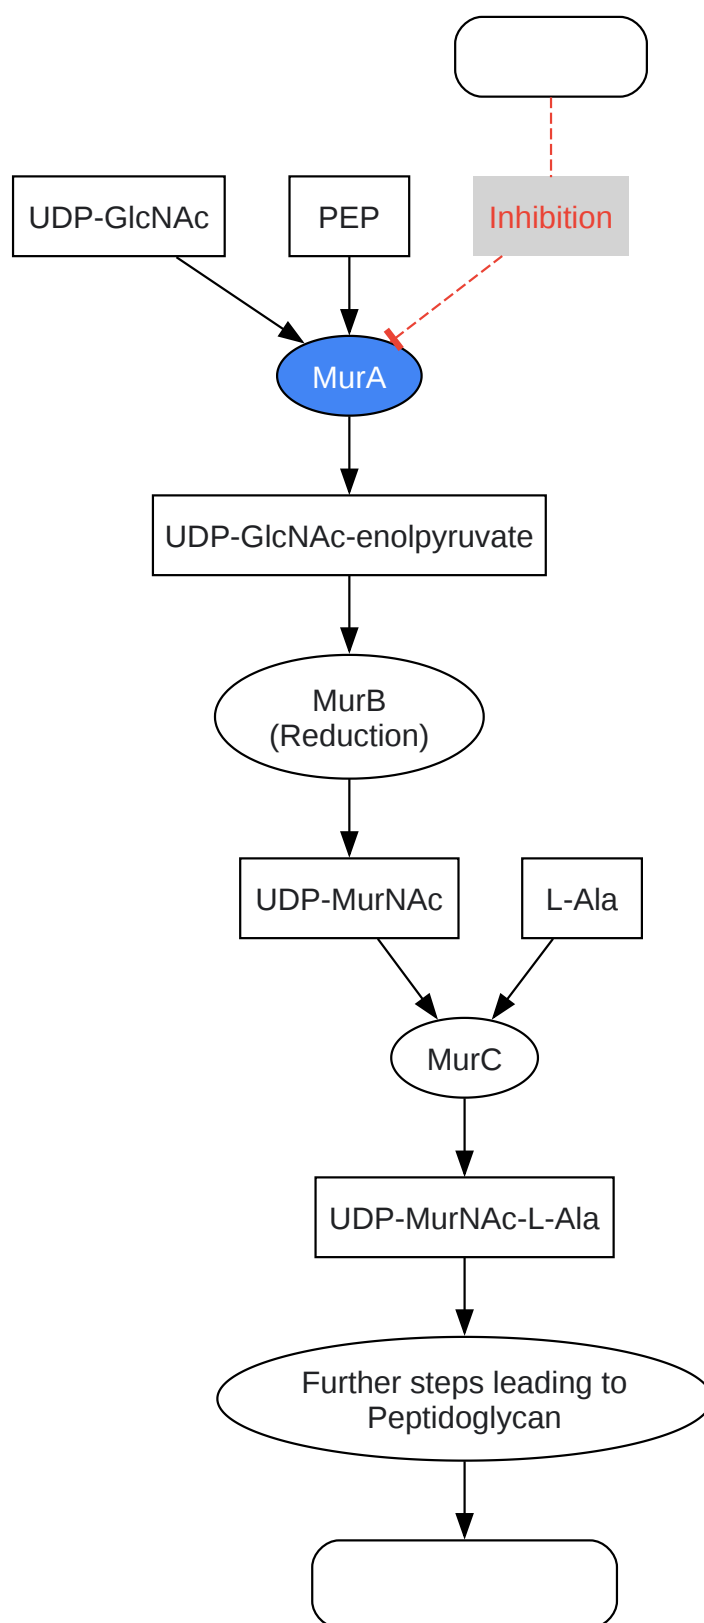 UDP-GlcNAc
PEP
Inhibition
MurA
UDP-GlcNAc-enolpyruvate
MurB
(Reduction)
UDP-MurNAc
L-Ala
MurC
UDP-MurNAc-L-Ala
Further steps leading to
Peptidoglycan